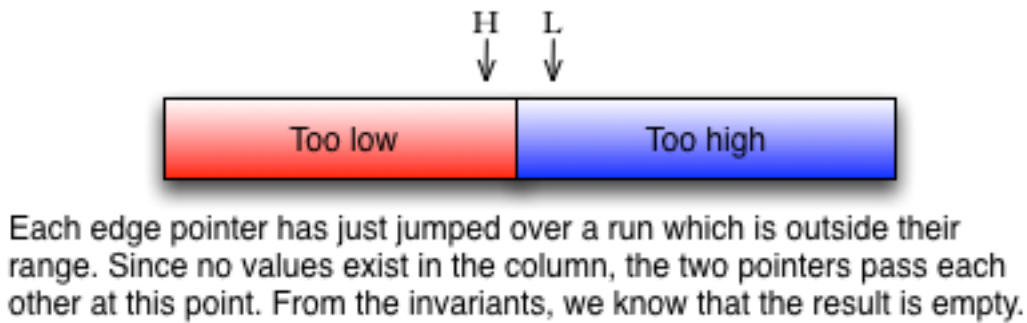 H L
Too low Too high
Each edge pointer has just jumped over a run which is outside their
range. Since no values exist in the column, the two pointers pass each
other at this point. From the invariants, we know that the result is empty.